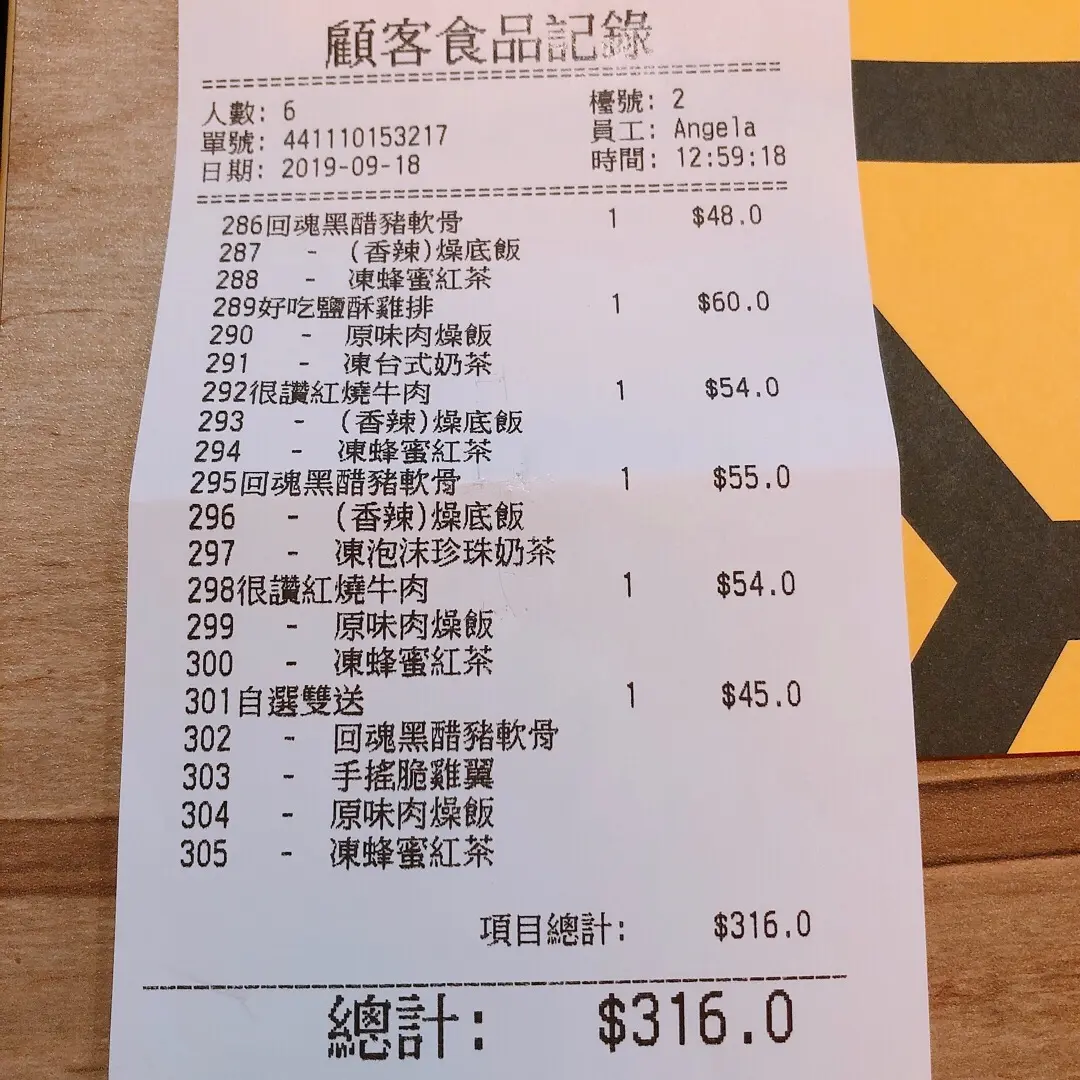 顧客食品記錄
人數: 6 檯號: 2
單號: 441110153217 員工: Angela
日期: 2019-09-18 時間: 12:59:18
286回魂黑醋豬軟骨 1 $48.0
287 - (香辣)燥底飯
288 - 凍蜂蜜紅茶
289好吃鹽酥雞排 1 $60.0
290 - 原味肉燥飯
291 - 凍台式奶茶
292很讚紅燒牛肉 1 $54.0
293 - (香辣)燥底飯
294 - 凍蜂蜜紅茶
295回魂黑醋豬軟骨 1 $55.0
296 - (香辣)燥底飯
297 - 凍泡沫珍珠奶茶
298很讚紅燒牛肉 1 $54.0
299 - 原味肉燥飯
300 - 凍蜂蜜紅茶
301自選雙送 1 $45.0
302 - 回魂黑醋豬軟骨
303 - 手搖脆雞翼
304 - 原味肉燥飯
305 - 凍蜂蜜紅茶
項目總計: $316.0
總計: $316.0